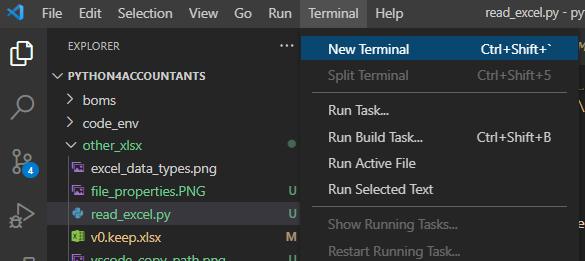 File Edit Selection View Go Run Terminal Help read_excel.py - py
EXPLORER
New Terminal Ctrl+Shift+`
PYTHON4ACCOUNTANTS
Split Terminal Ctrl+Shift+5
boms
code_env
Run Task...
other_xlsx
Run Build Task... Ctrl+Shift+B
excel_data_types.png
Run Active File
file_properties.PNG U
Run Selected Text
4
read_excel.py U
Show Running Tasks...
v0.keep.xlsx M
Restart Running Task...
vscode_copy_path.png U